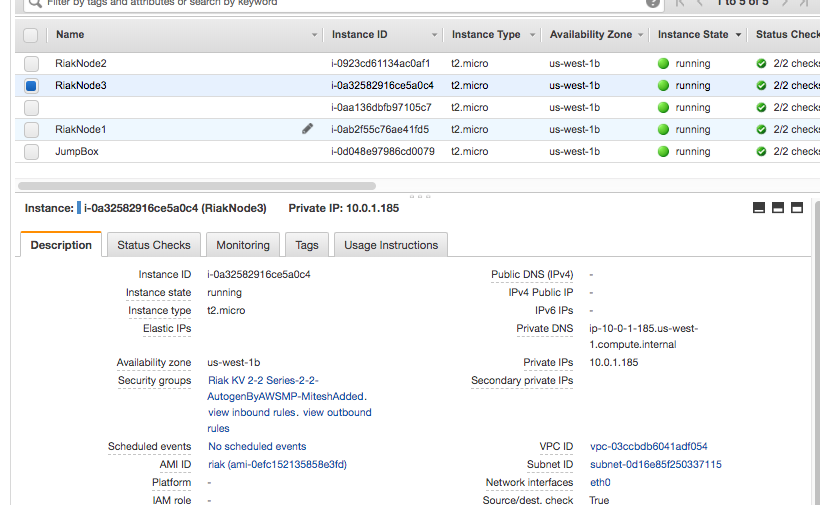 Filter by tags and attributes or search by keyword
1 to 5 of 5
Name Instance ID Instance Type Availability Zone Instance State Status Check
RiakNode2 i-0923cd61134ac0af1 t2.micro us-west-1b running 2/2 checks
RiakNode3 i-0a32582916ce5a0c4 t2.micro us-west-1b running 2/2 checks
i-0aa136dbfb97105c7 t2.micro us-west-1b running 2/2 checks
RiakNode1 i-0ab2f55c76ae41fd5 t2.micro us-west-1b running 2/2 checks
JumpBox i-0d048e97986cd0079 t2.micro us-west-1b running 2/2 checks
Instance: i-0a32582916ce5a0c4 (RiakNode3) Private IP: 10.0.1.185
Description Status Checks Monitoring Tags Usage Instructions
Instance ID i-0a32582916ce5a0c4 Public DNS (IPv4) -
Instance state running IPv4 Public IP -
Instance type t2.micro IPv6 IPs -
Elastic IPs Private DNS ip-10-0-1-185.us-west-
1.compute.internal
Availability zone us-west-1b Private IPs 10.0.1.185
Security groups Riak KV 2-2 Series-2-2- Secondary private IPs
AutogenByAWSMP-MiteshAdded.
view inbound rules. view outbound
rules
Scheduled events No scheduled events VPC ID vpc-03ccbdb6041adf054
AMI ID riak (ami-0efc152135858e3fd) Subnet ID subnet-0d16e85f250337115
Platform - Network interfaces eth0
IAM role - Source/dest. check True